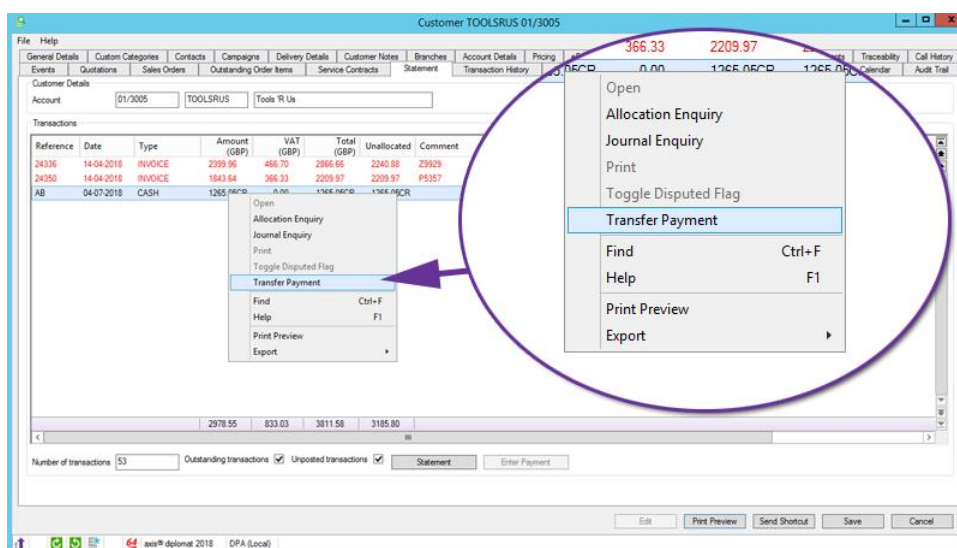 Customer TOOLSRUS 01/3005
File Help
General Details Custom Categories Contacts Campaigns Delivery Details Customer Notes Branches Account Details Pricing Traceability Call History
Events Quotations Sales Orders Outstanding Order Items Service Contracts Statement Transaction History Calendar Audit Trail
Customer Details
Account 01/3005 TOOLSRUS Tools 'R Us
Transactions
Reference Date Type Amount (GBP) VAT (GBP) Total (GBP) Unallocated Comment
24336 14-04-2018 INVOICE 2399.96 466.70 2866.66 2240.88 Z9929
24350 14-04-2018 INVOICE 1843.64 366.33 2209.97 2209.97 P5357
AB 04-07-2018 CASH 1265.05CR 0.00 1265.05CR 1265.05CR
Open
Allocation Enquiry
Journal Enquiry
Print
Toggle Disputed Flag
Transfer Payment
Find Ctrl+F
Help F1
Print Preview
Export
366.33 2209.97
0.00 1265.05CR
Open
Allocation Enquiry
Journal Enquiry
Print
Toggle Disputed Flag
Transfer Payment
Find Ctrl+F
Help F1
Print Preview
Export
2978.55 833.03 3811.58 3185.80
Number of transactions 53 Outstanding transactions Unposted transactions Statement Enter Payment
Edit Print Preview Send Shortcut Save Cancel
64 axis® diplomat 2018 DPA (Local)